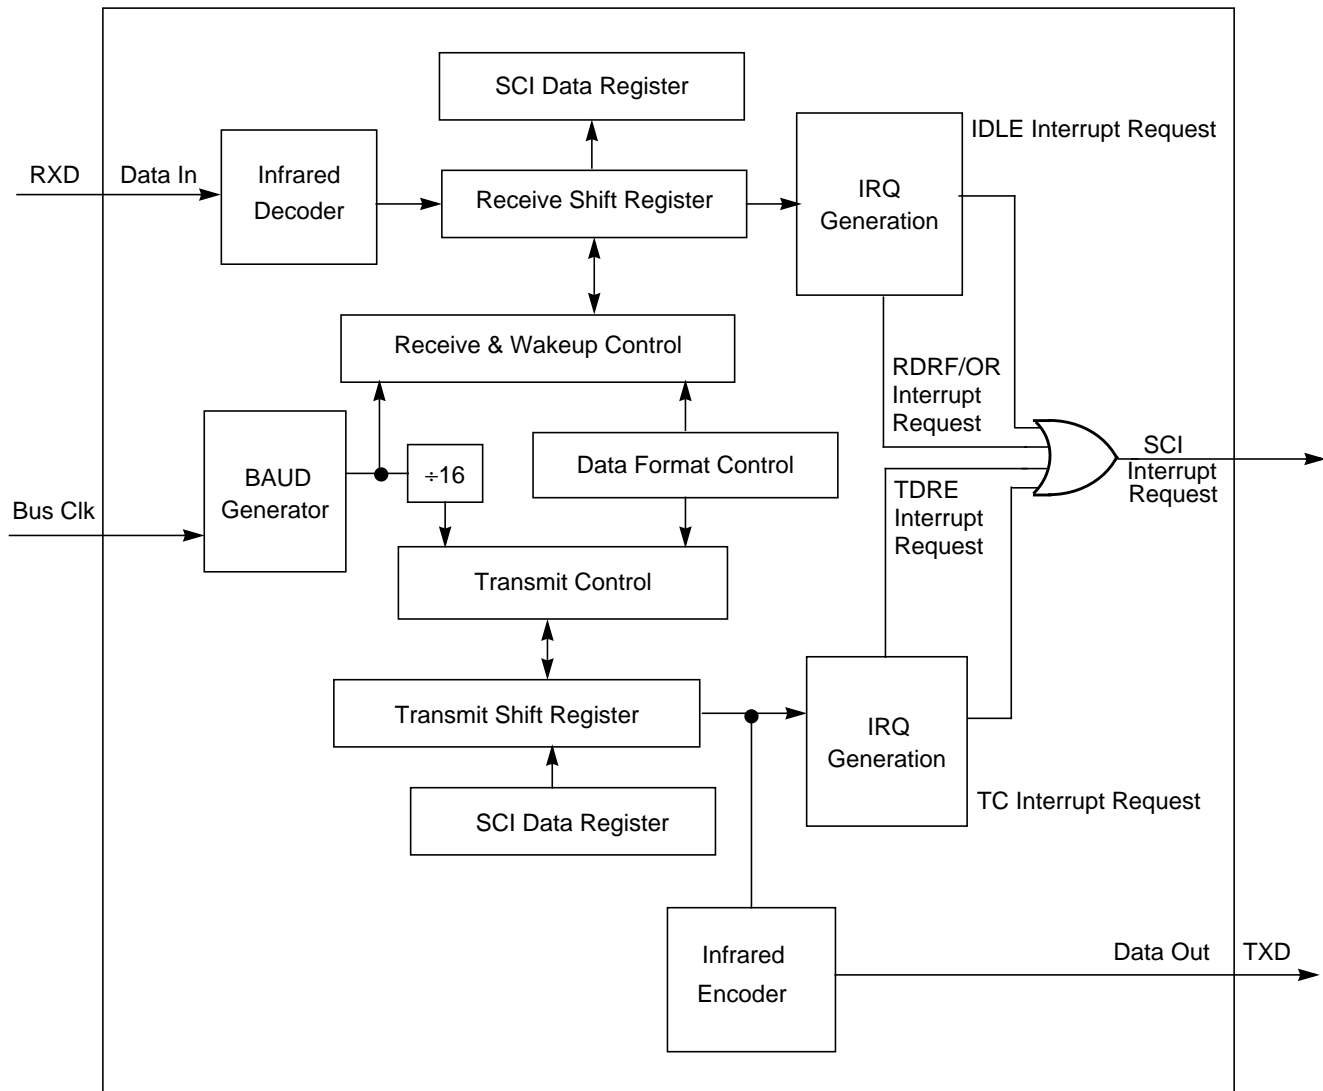 SCI Data Register
IDLE Interrupt Request
RXD
Data In
Infrared
Decoder
Receive Shift Register
IRQ
Generation
Receive & Wakeup Control
RDRF/OR
Interrupt
Request
BAUD
Generator
÷16
Data Format Control
SCI
Interrupt
Request
Bus Clk
TDRE
Interrupt
Request
Transmit Control
Transmit Shift Register
IRQ
Generation
TC Interrupt Request
SCI Data Register
Infrared
Encoder
Data Out
TXD